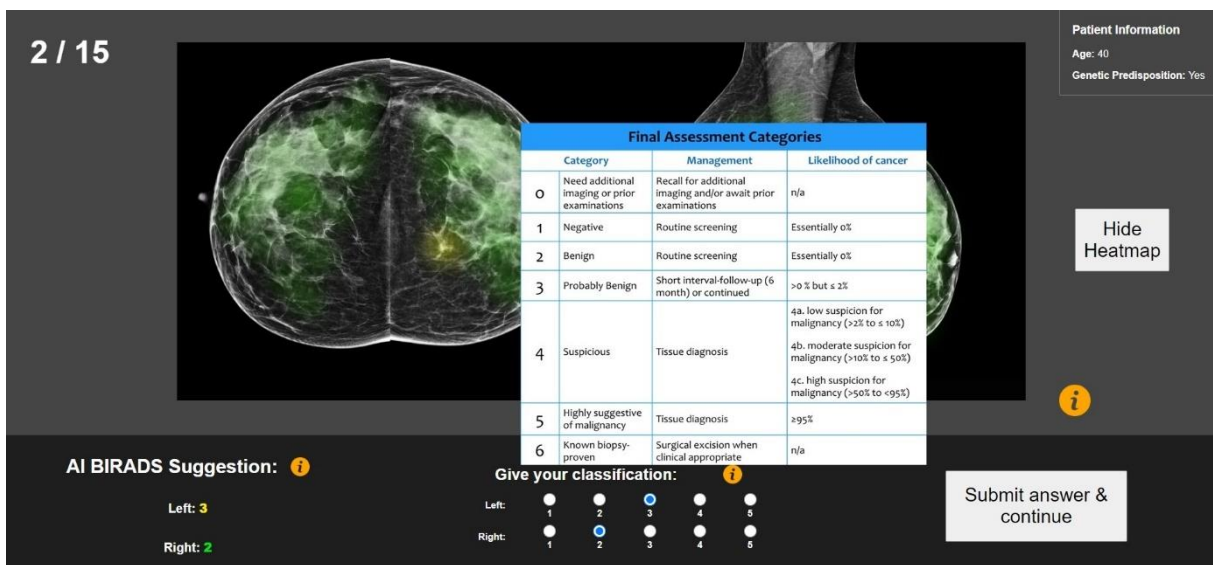 2 / 15
Patient Information
Age: 40
Genetic Predisposition: Yes
Final Assessment Categories
Category Management Likelihood of cancer
0 Need additional imaging or prior examinations Recall for additional imaging and/or await prior examinations n/a
1 Negative Routine screening Essentially 0%
2 Benign Routine screening Essentially 0%
3 Probably Benign Short interval-follow-up (6 month) or continued >0 % but ≤ 2%
4 Suspicious Tissue diagnosis 4a. low suspicion for malignancy (>2% to ≤ 10%)
4b. moderate suspicion for malignancy (>10% to ≤ 50%)
4c. high suspicion for malignancy (>50% to <95%)
5 Highly suggestive of malignancy Tissue diagnosis ≥95%
6 Known biopsy-proven Surgical excision when clinical appropriate n/a
Hide
Heatmap
i
AI BIRADS Suggestion: i
Left: 3
Right: 2
Give your classification: i
Left:
1 2 3 4 5
Right:
1 2 3 4 5
Submit answer &
continue